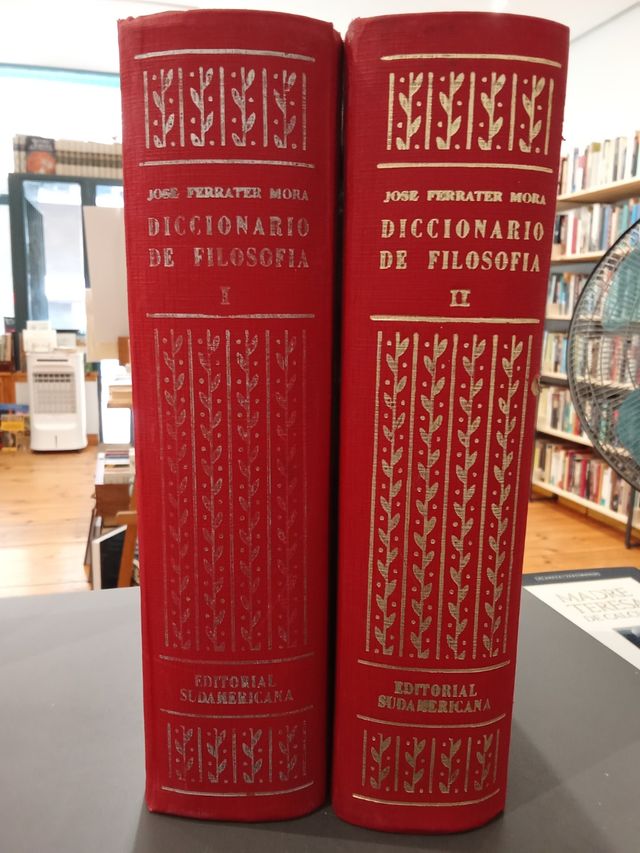 JOSE FERRATER MORA
DICCIONARIO
DE FILOSOFIA
I
EDITORIAL
SUDAMERICANA
JOSE FERRATER MORA
DICCIONARIO
DE FILOSOFIA
II
EDITORIAL
SUDAMERICANA
MADRE
TERESA